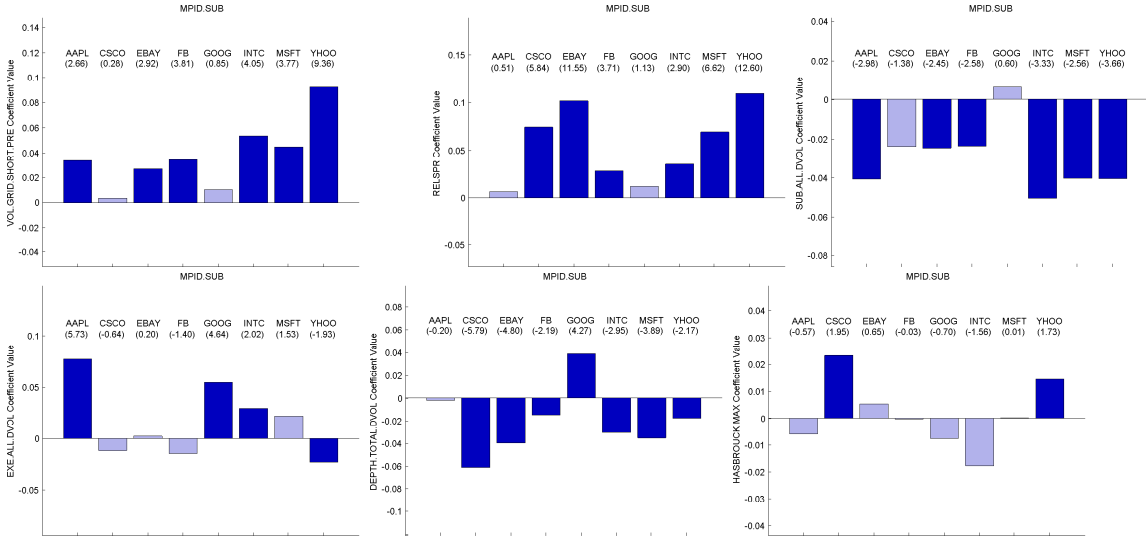 MPID.SUB
VOL.GRID.SHORT.PRE Coefficient Value
0.14
0.12
0.1
0.08
0.06
0.04
0.02
0
-0.02
-0.04
AAPL CSCO EBAY FB GOOG INTC MSFT YHOO
(2.66) (0.28) (2.92) (3.81) (0.85) (4.05) (3.77) (9.36)
MPID.SUB
RELSPR Coefficient Value
0.15
0.1
0.05
0
-0.05
AAPL CSCO EBAY FB GOOG INTC MSFT YHOO
(0.51) (5.84) (11.55) (3.71) (1.13) (2.90) (6.62) (12.60)
MPID.SUB
SUB.ALL.DVOL Coefficient Value
0.04
0.02
0
-0.02
-0.04
-0.06
-0.08
AAPL CSCO EBAY FB GOOG INTC MSFT YHOO
(-2.98) (-1.38) (-2.45) (-2.58) (0.60) (-3.33) (-2.56) (-3.66)
MPID.SUB
EXE.ALL.DVOL Coefficient Value
0.1
0.05
0
-0.05
AAPL CSCO EBAY FB GOOG INTC MSFT YHOO
(5.73) (-0.64) (0.20) (-1.40) (4.64) (2.02) (1.53) (-1.93)
MPID.SUB
DEPTH.TOTAL.DVOL Coefficient Value
0.08
0.06
0.04
0.02
0
-0.02
-0.04
-0.06
-0.08
-0.1
AAPL CSCO EBAY FB GOOG INTC MSFT YHOO
(-0.20) (-5.79) (-4.80) (-2.19) (4.27) (-2.95) (-3.89) (-2.17)
MPID.SUB
HASBROUCK.MAX Coefficient Value
0.04
0.03
0.02
0.01
0
-0.01
-0.02
-0.03
-0.04
AAPL CSCO EBAY FB GOOG INTC MSFT YHOO
(-0.57) (1.95) (0.65) (-0.03) (-0.70) (-1.56) (0.01) (1.73)